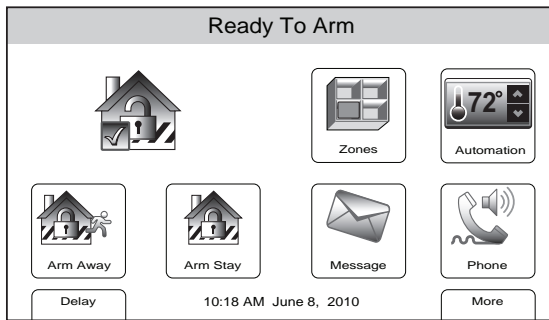 Ready To Arm
72°
Zones
Automation
Arm Away
Arm Stay
Message
Phone
Delay
10:18 AM June 8, 2010
More